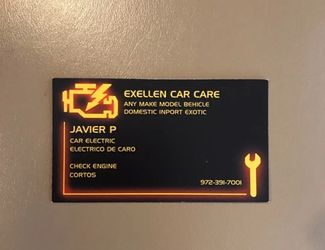 EXELLEN CAR CARE
ANY MAKE MODEL BEHICLE
DOMESTIC INPORT EXOTIC
JAVIER P
CAR ELECTRIC
ELECTRICO DE CARO
CHECK ENGINE
CORTOS
972-391-7001